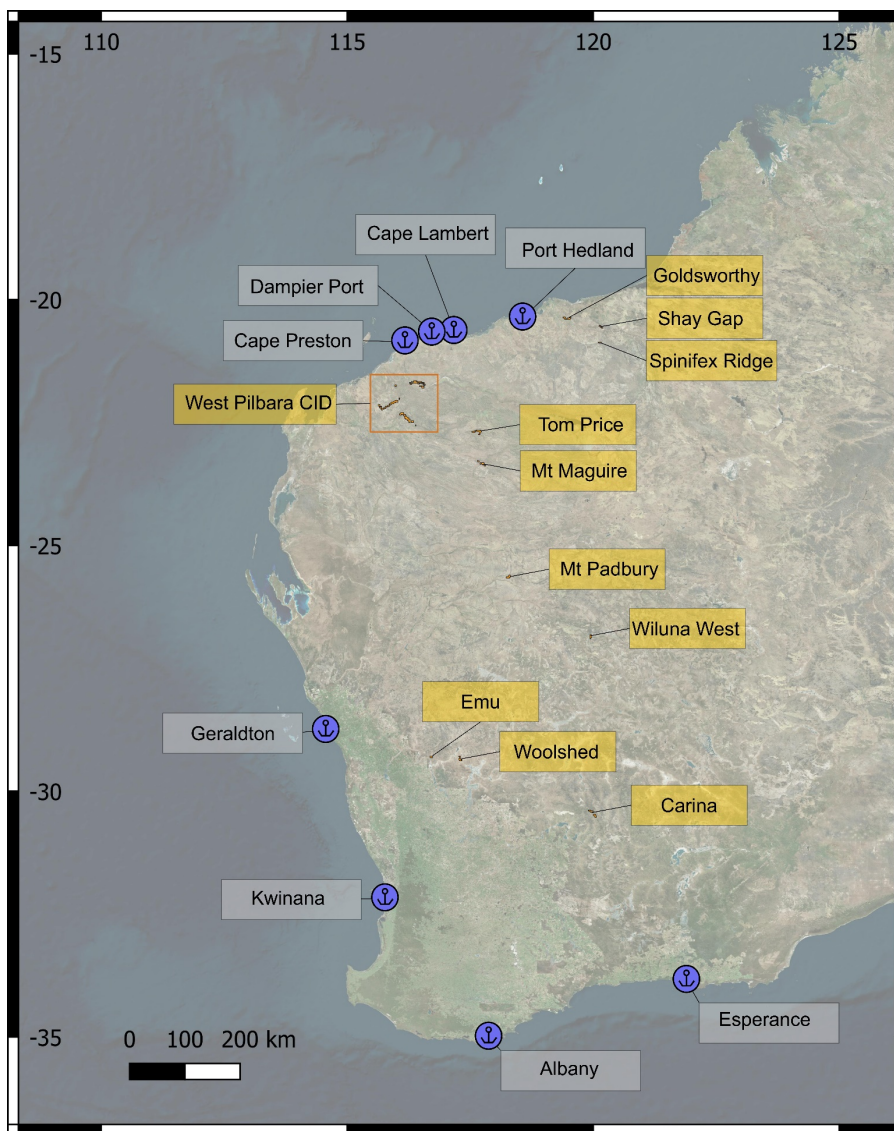 110 115 120 125
-15
Cape Lambert
Port Hedland
Goldsworthy
Dampier Port
-20
Shay Gap
Cape Preston
Spinifex Ridge
West Pilbara CID
Tom Price
Mt Maguire
-25
Mt Padbury
Wiluna West
Emu
Geraldton
Woolshed
-30
Carina
Kwinana
Esperance
-35
0 100 200 km
Albany